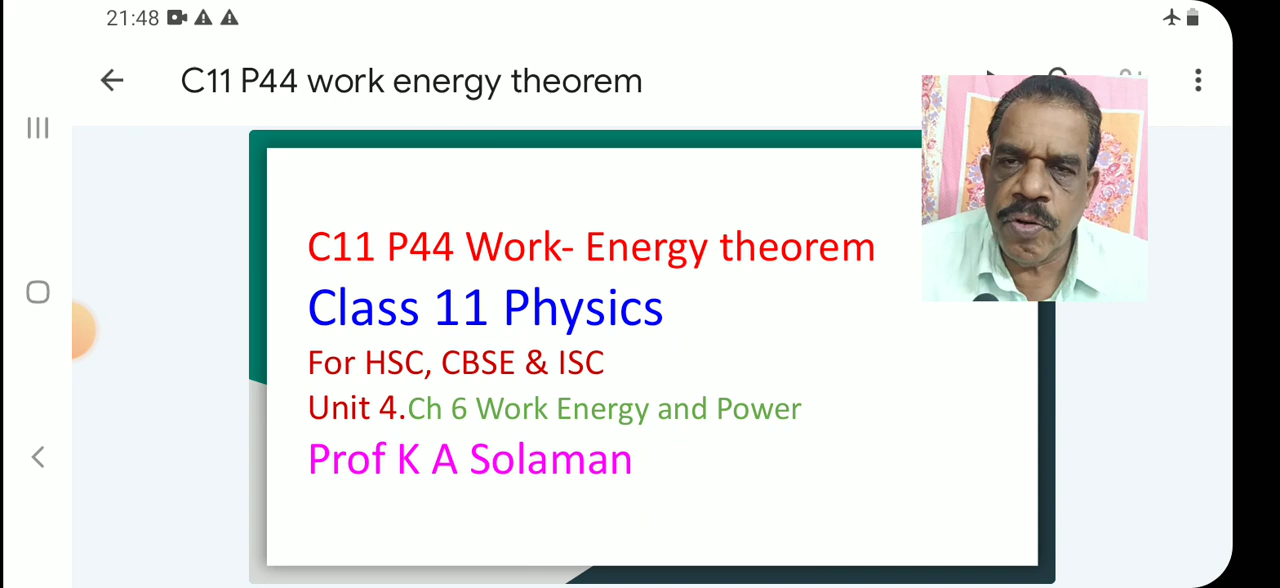 21:48
C11 P44 work energy theorem
C11 P44 Work- Energy theorem
Class 11 Physics
For HSC, CBSE & ISC
Unit 4.Ch 6 Work Energy and Power
Prof K A Solaman